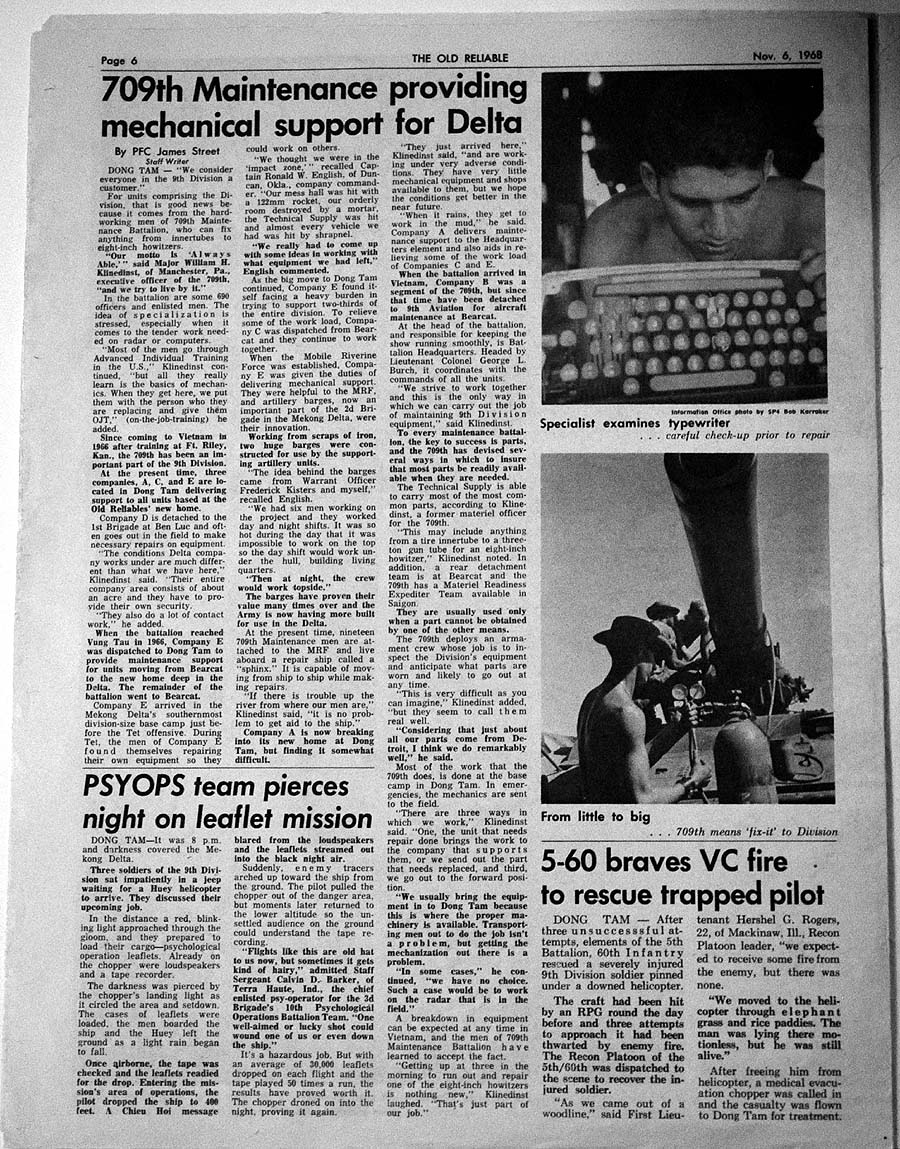 Page 6
THE OLD RELIABLE
Nov. 6, 1968
709th Maintenance providing
mechanical support for Delta
By PFC James Street
Staff Writer
DONG TAM — "We consider
everyone in the 9th Division a
customer."
For units comprising the Di-
vision, that is good news be-
cause it comes from the hard-
working men of 709th Mainte-
nance Battalion, who can fix
anything from innertubes to
eight-inch howitzers.
"Our motto is 'Always
Able,'" said Major William H.
Klinedinst, of Manchester, Pa.,
executive officer of the 709th,
"and we try to live by it."
In the battalion are some 690
officers and enlisted men. The
idea of specialization is
stressed, especially when it
comes to the tender work need-
ed on radar or computers.
"Most of the men go through
Advanced Individual Training
in the U.S.," Klinedinst con-
tinued, "but all they really
learn is the basics of mechan-
ics. When they get here, we put
them with the person who they
are replacing and give them
OJT," (on-the-job-training) he
added.
Since coming to Vietnam in
1966 after training at Ft. Riley,
Kan., the 709th has been an im-
portant part of the 9th Division.
At the present time, three
companies, A, C, and E are lo-
cated in Dong Tam delivering
support to all units based at the
Old Reliables' new home.
Company D is detached to the
1st Brigade at Ben Luc and oft-
en goes out in the field to make
necessary repairs on equipment.
"The conditions Delta compa-
ny works under are much differ-
ent than what we have here,"
Klinedinst said. "Their entire
company area consists of about
an acre and they have to pro-
vide their own security.
"They also do a lot of contact
work," he added.
When the battalion reached
Vung Tau in 1966, Company E
was dispatched to Dong Tam to
provide maintenance support
for units moving from Bearcat
to the new home deep in the
Delta. The remainder of the
battalion went to Bearcat.
Company E arrived in the
Mekong Delta's southernmost
division-size base camp just be-
fore the Tet offensive. During
Tet, the men of Company E
found themselves repairing
their own equipment so they
could work on others.
"We thought we were in the
'impact zone,'" recalled Cap-
tain Ronald W. English, of Dun-
can, Okla., company command-
er. "Our mess hall was hit with
a 122mm rocket, our orderly
room destroyed by a mortar,
the Technical Supply was hit
and almost every vehicle we
had was hit by shrapnel.
"We really had to come up
with some ideas in working with
what equipment we had left,"
English commented.
As the big move to Dong Tam
continued, Company E found it-
self facing a heavy burden in
trying to support two-thirds of
the entire division. To relieve
some of the work load, Compa-
ny C was dispatched from Bear-
cat and they continue to work
together.
When the Mobile Riverine
Force was established, Compa-
ny E was given the duties of
delivering mechanical support.
They were helpful to the MRF,
and artillery barges, now an
important part of the 2d Bri-
gade in the Mekong Delta, were
their innovation.
Working from scraps of iron,
two huge barges were con-
structed for use by the support-
ing artillery units.
"The idea behind the barges
came from Warrant Officer
Frederick Kisters and myself,"
recalled English.
"We had six men working on
the project and they worked
day and night shifts. It was so
hot during the day that it was
impossible to work on the top
so the day shift would work un-
der the hull, building living
quarters.
"Then at night, the crew
would work topside."
The barges have proven their
value many times over and the
Army is now having more built
for use in the Delta.
At the present time, nineteen
709th Maintenance men are at-
tached to the MRF and live
aboard a repair ship called a
"sphinx." It is capable of mov-
ing from ship to ship while mak-
ing repairs.
"If there is trouble up the
river from where our men are,"
Klinedinst said, "it is no prob-
lem to get aid to the ship."
Company A is now breaking
into its new home at Dong
Tam, but finding it somewhat
difficult.
"They just arrived here,"
Klinedinst said, "and are work-
ing under very adverse condi-
tions. They have very little
mechanical equipment and shops
available to them, but we hope
the conditions get better in the
near future.
"When it rains, they get to
work in the mud," he said.
Company A delivers mainte-
nance support to the Headquar-
ters element and also aids in re-
lieving some of the work load
of Companies C and E.
When the battalion arrived in
Vietnam, Company B was a
segment of the 709th, but since
that time have been detached
to 9th Aviation for aircraft
maintenance at Bearcat.
At the head of the battalion,
and responsible for keeping the
show running smoothly, is Bat-
talion Headquarters. Headed by
Lieutenant Colonel George L.
Burch, it coordinates with the
commands of all the units.
"We strive to work together
and this is the only way in
which we can carry out the job
of maintaining 9th Division
equipment," said Klinedinst.
To every maintenance battal-
ion, the key to success is parts,
and the 709th has devised sev-
eral ways in which to insure
that most parts be readily avail-
able when they are needed.
The Technical Supply is able
to carry most of the most com-
mon parts, according to Kline-
dinst, a former materiel officer
for the 709th.
"This may include anything
from a tire innertube to a three-
ton gun tube for an eight-inch
howitzer," Klinedinst noted. In
addition, a rear detachment
team is at Bearcat and the
709th has a Materiel Readiness
Expediter Team available in
Saigon.
They are usually used only
when a part cannot be obtained
by one of the other means.
The 709th deploys an arma-
ment crew whose job is to in-
spect the Division's equipment
and anticipate what parts are
worn and likely to go out at
any time.
"This is very difficult as you
can imagine," Klinedinst added,
"but they seem to call them
real well.
"Considering that just about
all our parts come from De-
troit, I think we do remarkably
well," he said.
Most of the work that the
709th does, is done at the base
camp in Dong Tam. In emer-
gencies, the mechanics are sent
to the field.
"There are three ways in
which we work," Klinedinst
said. "One, the unit that needs
repair done brings the work to
the company that supports
them, or we send out the part
that needs replaced, and third,
we go out to the forward posi-
tion.
"We usually bring the equip-
ment in to Dong Tam because
this is where the proper ma-
chinery is available. Transport-
ing men out to do the job isn't
a problem, but getting the
mechanization out there is a
problem.
"In some cases," he con-
tinued, "we have no choice.
Such a case would be to work
on the radar that is in the
field."
A breakdown in equipment
can be expected at any time in
Vietnam, and the men of 709th
Maintenance Battalion have
learned to accept the fact.
"Getting up at three in the
morning to run out and repair
one of the eight-inch howitzers
is nothing new," Klinedinst
laughed. "That's just part of
our job."
Information Office photo by SP4 Bob Karraker
Specialist examines typewriter
. . . careful check-up prior to repair
From little to big
. . . 709th means 'fix-it' to Division
PSYOPS team pierces
night on leaflet mission
DONG TAM—It was 8 p.m.
and darkness covered the Me-
kong Delta.
Three soldiers of the 9th Divi-
sion sat impatiently in a jeep
waiting for a Huey helicopter
to arrive. They discussed their
upcoming job.
In the distance a red, blink-
ing light approached through the
gloom, and they prepared to
load their cargo—psychological
operation leaflets. Already on
the chopper were loudspeakers
and a tape recorder.
The darkness was pierced by
the chopper's landing light as
it circled the area and setdown.
The cases of leaflets were
loaded, the men boarded the
ship and the Huey left the
ground as a light rain began
to fall.
Once airborne, the tape was
checked and the leaflets readied
for the drop. Entering the mis-
sion's area of operations, the
pilot dropped the ship to 400
feet. A Chieu Hoi message
blared from the loudspeakers
and the leaflets streamed out
into the black night air.
Suddenly, enemy tracers
arched up toward the ship from
the ground. The pilot pulled the
chopper out of the danger area,
but moments later returned to
the lower altitude so the un-
settled audience on the ground
could understand the tape re-
cording.
"Flights like this are old hat
to us now, but sometimes it gets
kind of hairy," admitted Staff
Sergeant Calvin D. Barker, of
Terra Haute, Ind., the chief
enlisted psy-operator for the 3d
Brigade's 10th Psychological
Operations Battalion Team. "One
well-aimed or lucky shot could
wound one of us or even down
the ship."
It's a hazardous job. But with
an average of 30,000 leaflets
dropped on each flight and the
tape played 50 times a run, the
results have proved worth it.
The chopper droned on into the
night, proving it again.
5-60 braves VC fire
to rescue trapped pilot
DONG TAM — After
three unsucccessful at-
tempts, elements of the 5th
Battalion, 60th Infantry
rescued a severely injured
9th Division soldier pinned
under a downed helicopter.
The craft had been hit
by an RPG round the day
before and three attempts
to approach it had been
thwarted by enemy fire.
The Recon Platoon of the
5th/60th was dispatched to
the scene to recover the in-
jured soldier.
"As we came out of a
woodline," said First Lieu-
tenant Hershel G. Rogers,
22, of Mackinaw, Ill., Recon
Platoon leader, "we expect-
ed to receive some fire from
the enemy, but there was
none.
"We moved to the heli-
copter through elephant
grass and rice paddies. The
man was lying there mo-
tionless, but he was still
alive."
After freeing him from
helicopter, a medical evacu-
ation chopper was called in
and the casualty was flown
to Dong Tam for treatment.